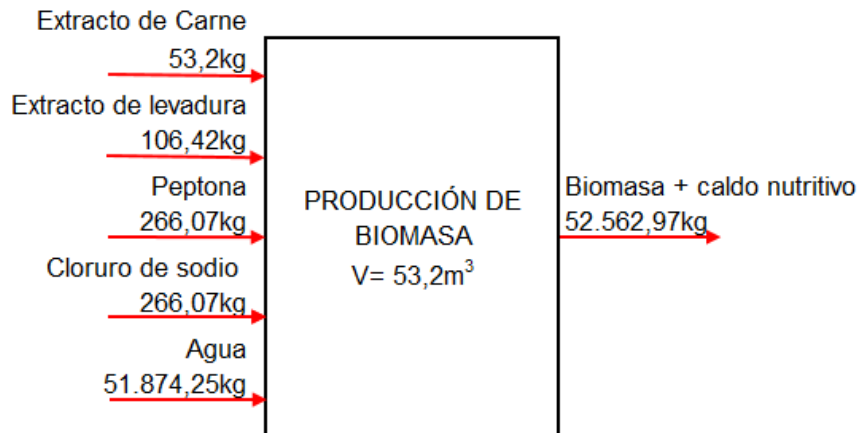 Extracto de Carne
53,2kg
Extracto de levadura
106,42kg
Peptona
266,07kg
Cloruro de sodio
266,07kg
Agua
51.874,25kg
PRODUCCIÓN DE
BIOMASA
V= 53,2m³
Biomasa + caldo nutritivo
52.562,97kg